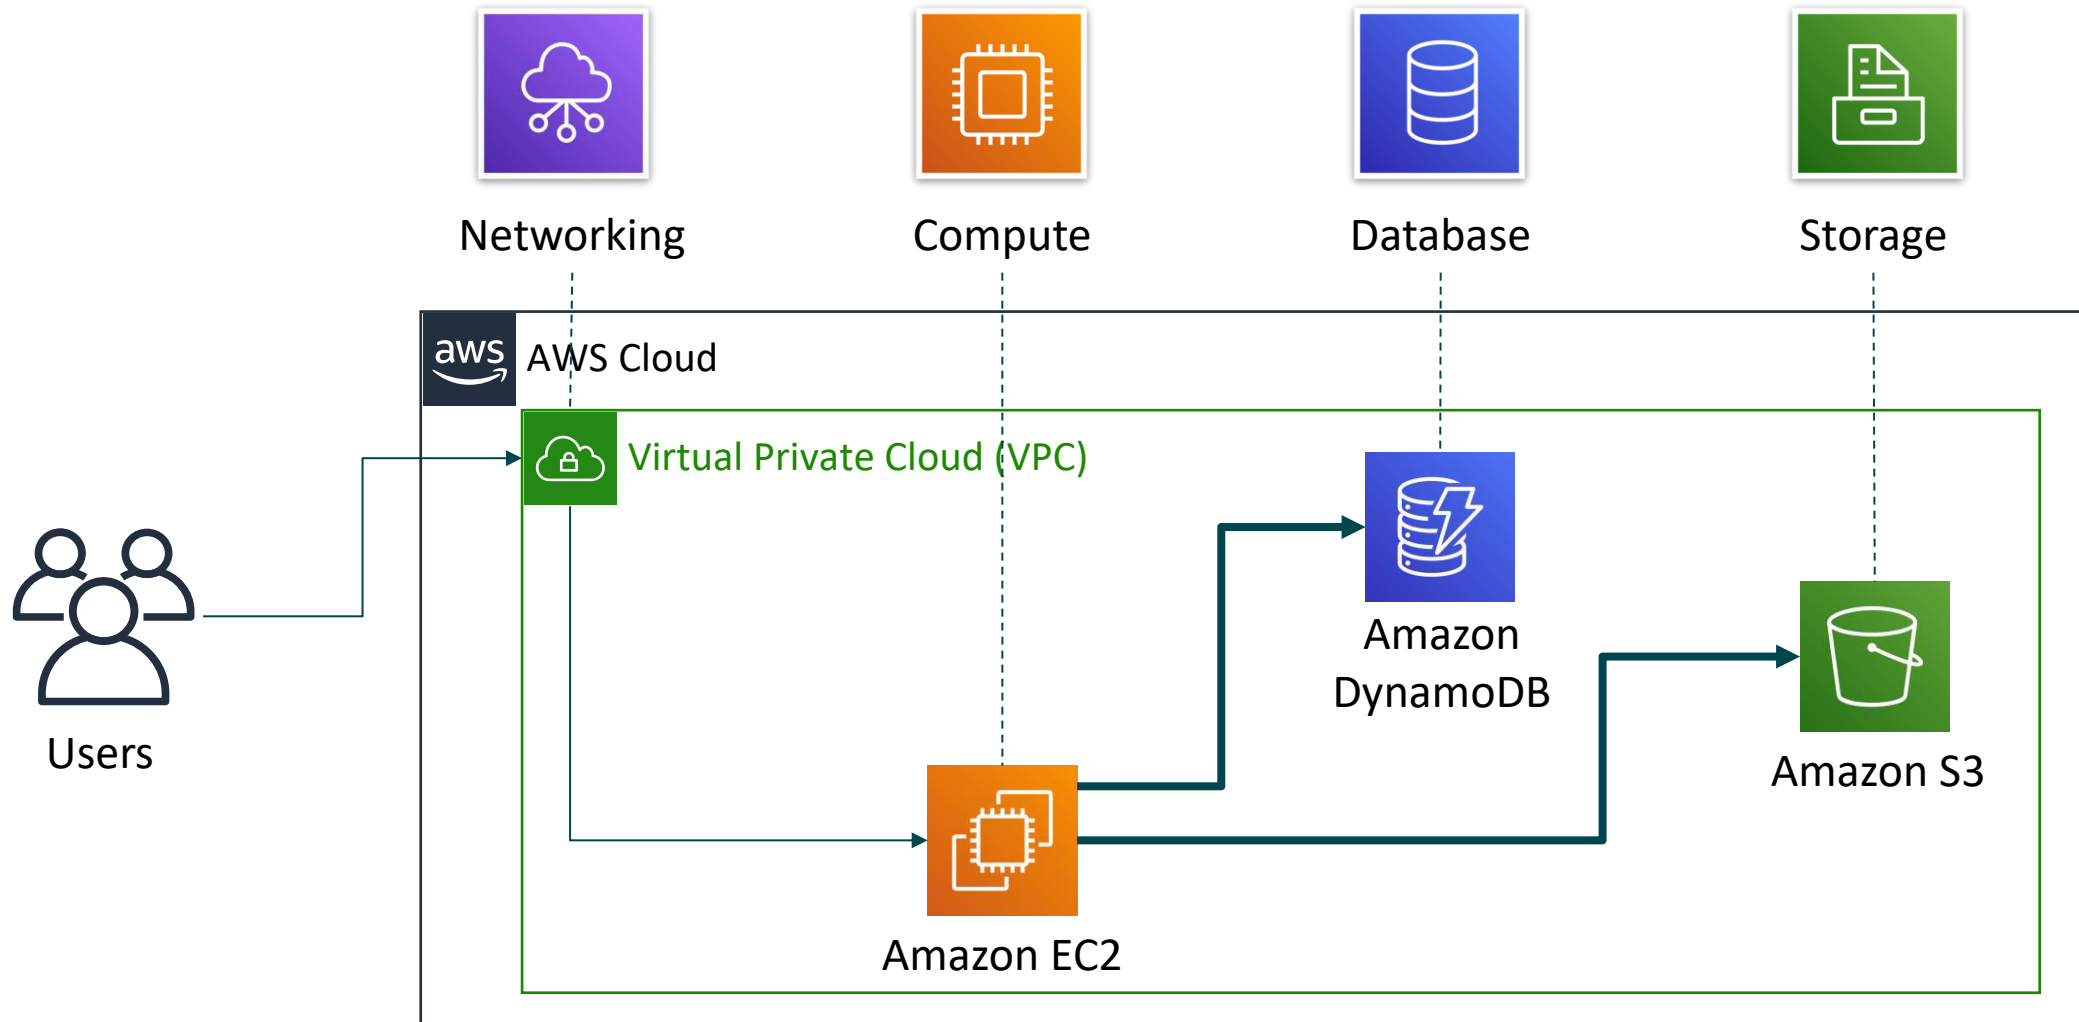 Networking
Compute
Database
Storage
aws
AWS Cloud
Virtual Private Cloud (VPC)
Amazon
DynamoDB
Users
Amazon S3
Amazon EC2